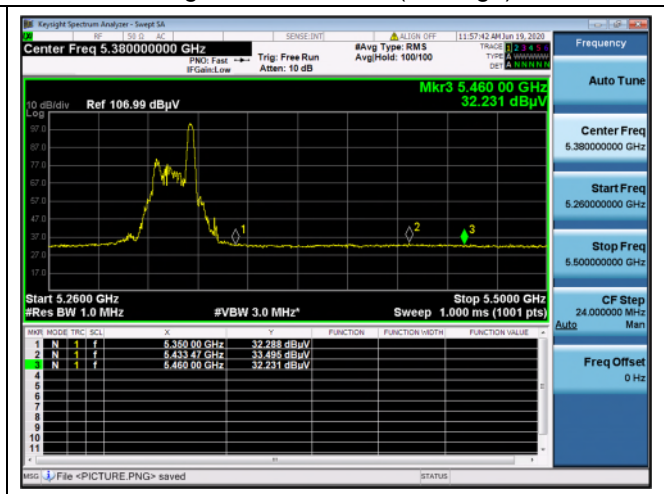 Keysight Spectrum Analyzer - Swept SA
RF 50 Ω AC SENSE:INT ALIGN OFF 11:57:42 AM Jun 19, 2020
Center Freq 5.380000000 GHz #Avg Type: RMS TRACE 1 2 3 4 5 6
PNO: Fast Trig: Free Run Avg|Hold: 100/100 TYPE A WWWWW
IFGain:Low Atten: 10 dB DET A N N N N N
Mkr3 5.460 00 GHz
10 dB/div Ref 106.99 dBµV 32.231 dBµV
Log
97.0
87.0
77.0
67.0
57.0
47.0
37.0
27.0
17.0
1
2
3
Start 5.2600 GHz Stop 5.5000 GHz
#Res BW 1.0 MHz #VBW 3.0 MHz* Sweep 1.000 ms (1001 pts)
MKR MODE TRC SCL X Y FUNCTION FUNCTION WIDTH FUNCTION VALUE
1 N 1 f 5.350 00 GHz 32.288 dBµV
2 N 1 f 5.433 47 GHz 33.495 dBµV
3 N 1 f 5.460 00 GHz 32.231 dBµV
4
5
6
7
8
9
10
11
MSG File <PICTURE.PNG> saved STATUS
Frequency
Auto Tune
Center Freq
5.380000000 GHz
Start Freq
5.260000000 GHz
Stop Freq
5.500000000 GHz
CF Step
24.000000 MHz
Auto Man
Freq Offset
0 Hz